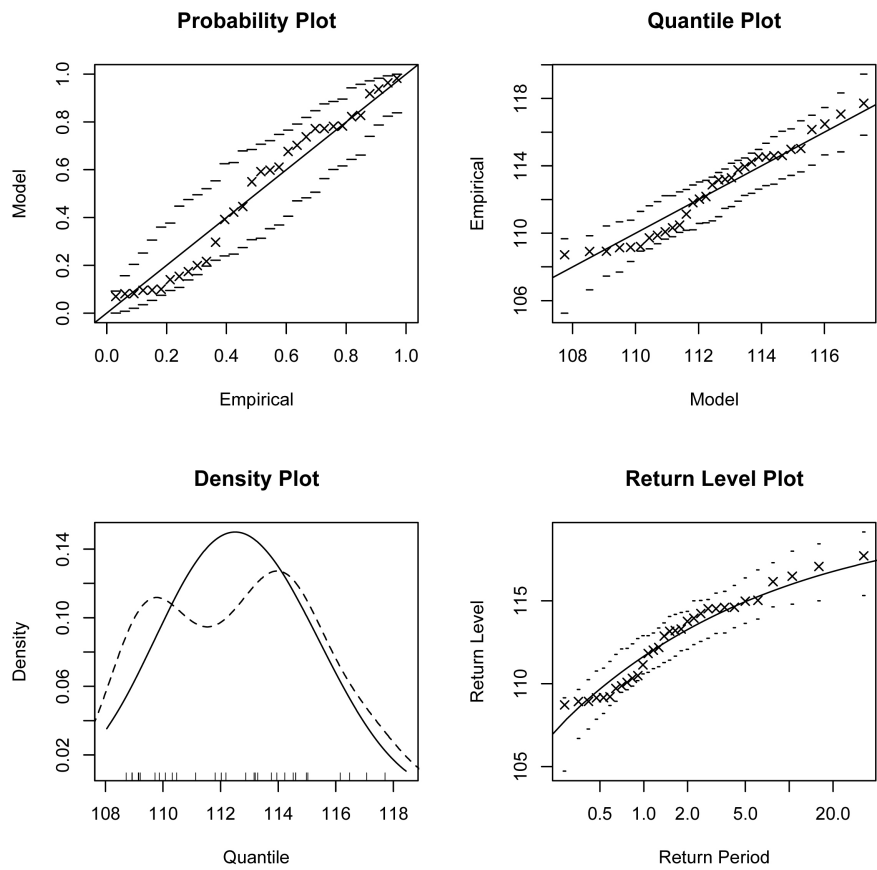 Probability Plot
Model
0.0 0.2 0.4 0.6 0.8 1.0
0.0 0.2 0.4 0.6 0.8 1.0
Empirical
Quantile Plot
Empirical
106 110 114 118
108 110 112 114 116
Model
Density Plot
Density
0.02 0.06 0.10 0.14
108 110 112 114 116 118
Quantile
Return Level Plot
Return Level
105 110 115
0.5 1.0 2.0 5.0 20.0
Return Period